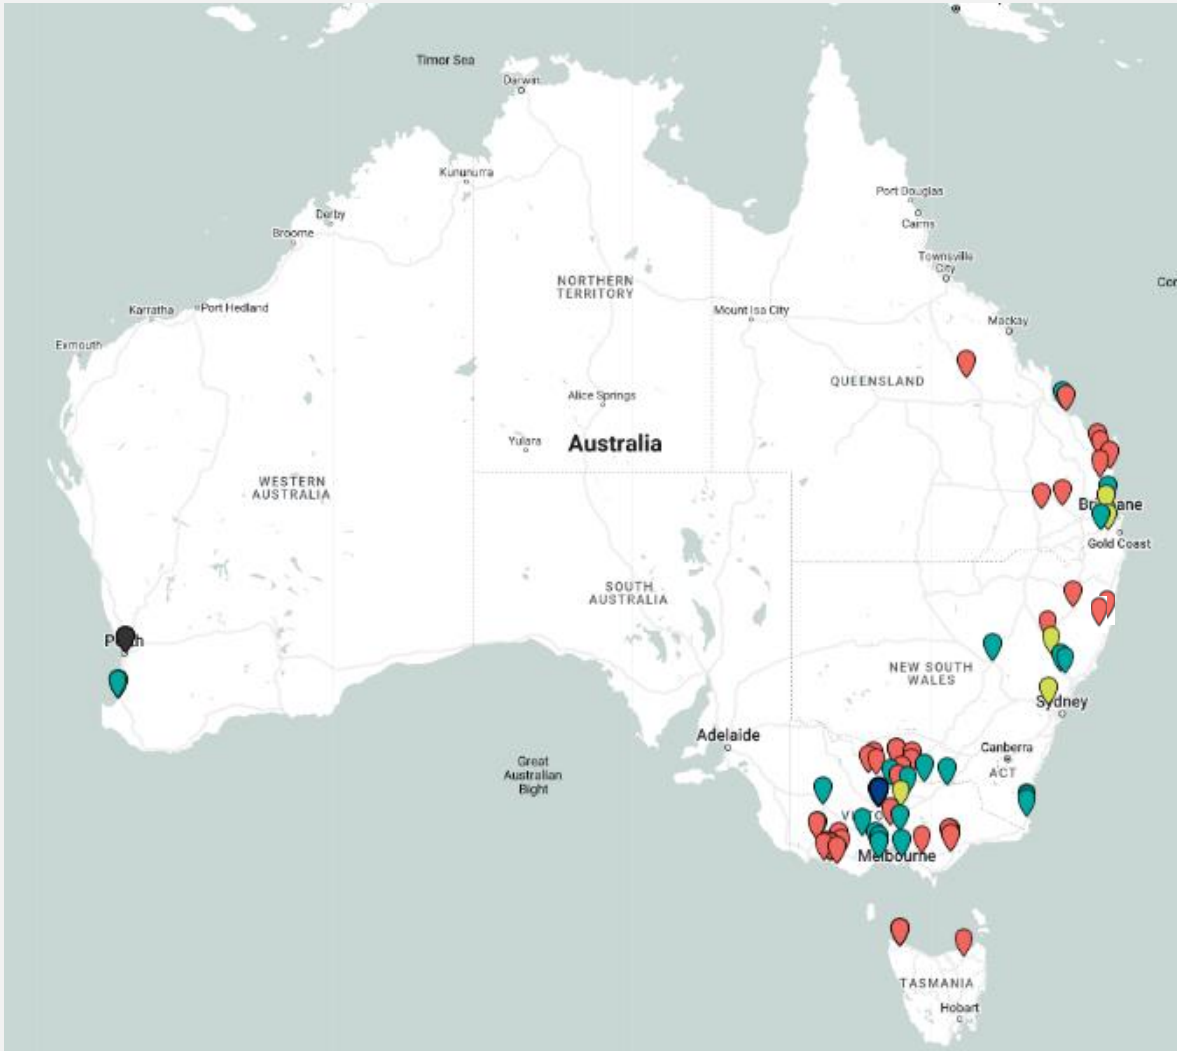 Timor Sea
Darwin
Kununurra
Port Douglas
Cairns
Derby
Broome
Townsville
City
NORTHERN
TERRITORY
Cor
Karratha
Port Hedland
Mount Isa City
Mackay
Exmouth
QUEENSLAND
Alice Springs
Yulara
Australia
WESTERN
AUSTRALIA
Gold Coast
SOUTH
AUSTRALIA
NEW SOUTH
WALES
Sydney
Adelaide
Canberra
ACT
Great
Australian
Bight
Melbourne
TASMANIA
Hobart